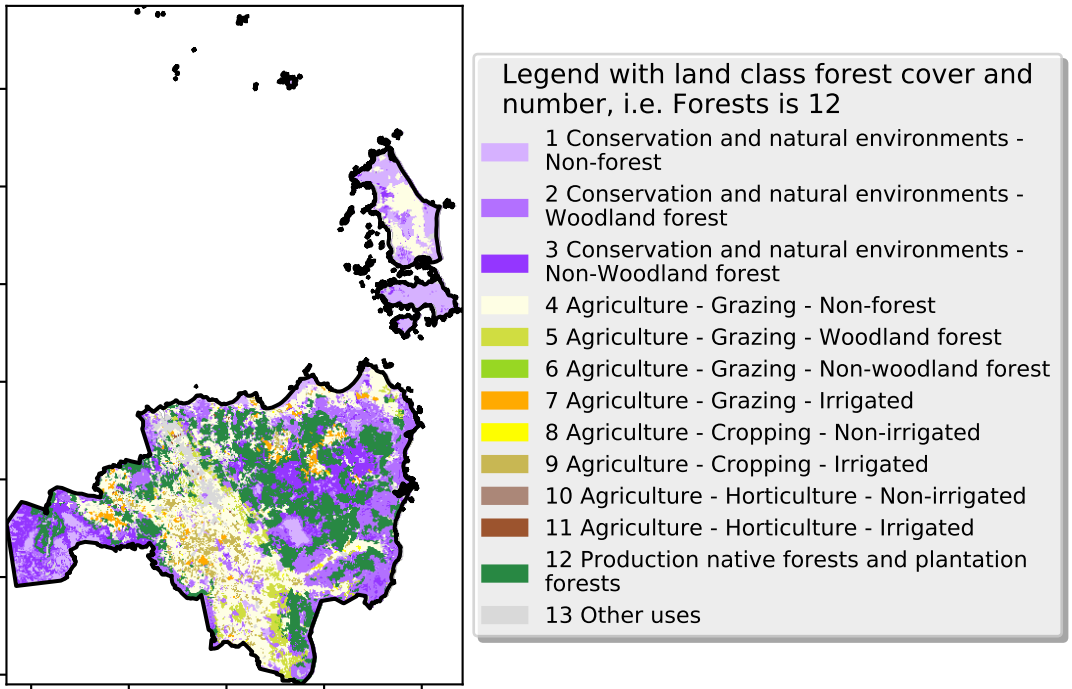 Legend with land class forest cover and
number, i.e. Forests is 12
1 Conservation and natural environments -
Non-forest
2 Conservation and natural environments -
Woodland forest
3 Conservation and natural environments -
Non-Woodland forest
4 Agriculture - Grazing - Non-forest
5 Agriculture - Grazing - Woodland forest
6 Agriculture - Grazing - Non-woodland forest
7 Agriculture - Grazing - Irrigated
8 Agriculture - Cropping - Non-irrigated
9 Agriculture - Cropping - Irrigated
10 Agriculture - Horticulture - Non-irrigated
11 Agriculture - Horticulture - Irrigated
12 Production native forests and plantation
forests
13 Other uses